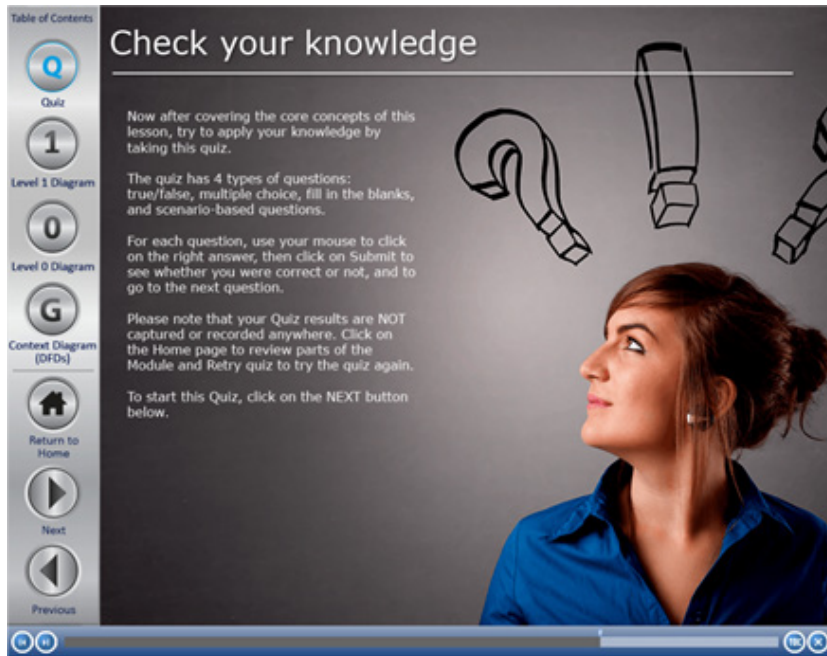 Table of Contents
Q
Quiz
1
Level 1 Diagram
0
Level 0 Diagram
G
Context Diagram
(DFDs)
Return to
Home
Next
Previous
Check your knowledge
Now after covering the core concepts of this
lesson, try to apply your knowledge by
taking this quiz.
The quiz has 4 types of questions:
true/false, multiple choice, fill in the blanks,
and scenario-based questions.
For each question, use your mouse to click
on the right answer, then click on Submit to
see whether you were correct or not, and to
go to the next question.
Please note that your Quiz results are NOT
captured or recorded anywhere. Click on
the Home page to review parts of the
Module and Retry quiz to try the quiz again.
To start this Quiz, click on the NEXT button
below.
? !
TOC